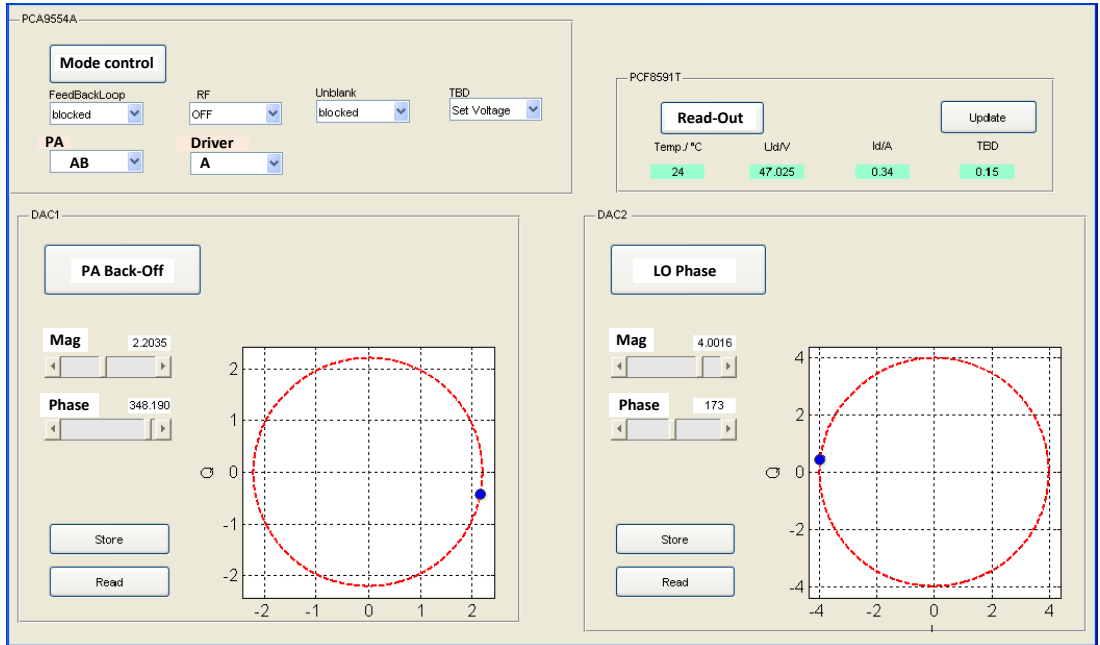 PCA9554A
Mode control
FeedBackLoop RF Unblank TBD
blocked OFF blocked Set Voltage
PA Driver
AB A
PCF8591T
Read-Out Update
Temp./ °C Ud/V Id/A TBD
24 47.025 0.34 0.15
DAC1
PA Back-Off
Mag 2.2035
Phase 348.190
Store
Read
Q
2
1
0
-1
-2
-2 -1 0 1 2
DAC2
LO Phase
Mag 4.0016
Phase 173
Store
Read
Q
4
2
0
-2
-4
-4 -2 0 2 4
I